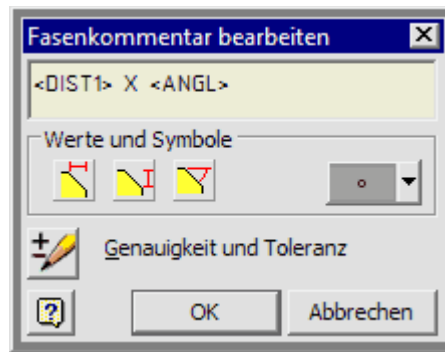 Fasenkommentar bearbeiten
<DIST1> X <ANGL>
Werte und Symbole
Genauigkeit und Toleranz
OK
Abbrechen